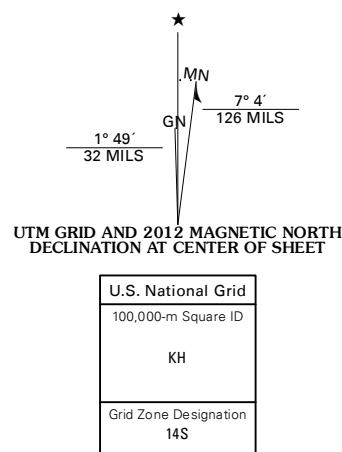 ★
MN
GN
7° 4´
126 MILS
1° 49´
32 MILS
UTM GRID AND 2012 MAGNETIC NORTH
DECLINATION AT CENTER OF SHEET
U.S. National Grid
100,000-m Square ID
KH
Grid Zone Designation
14S